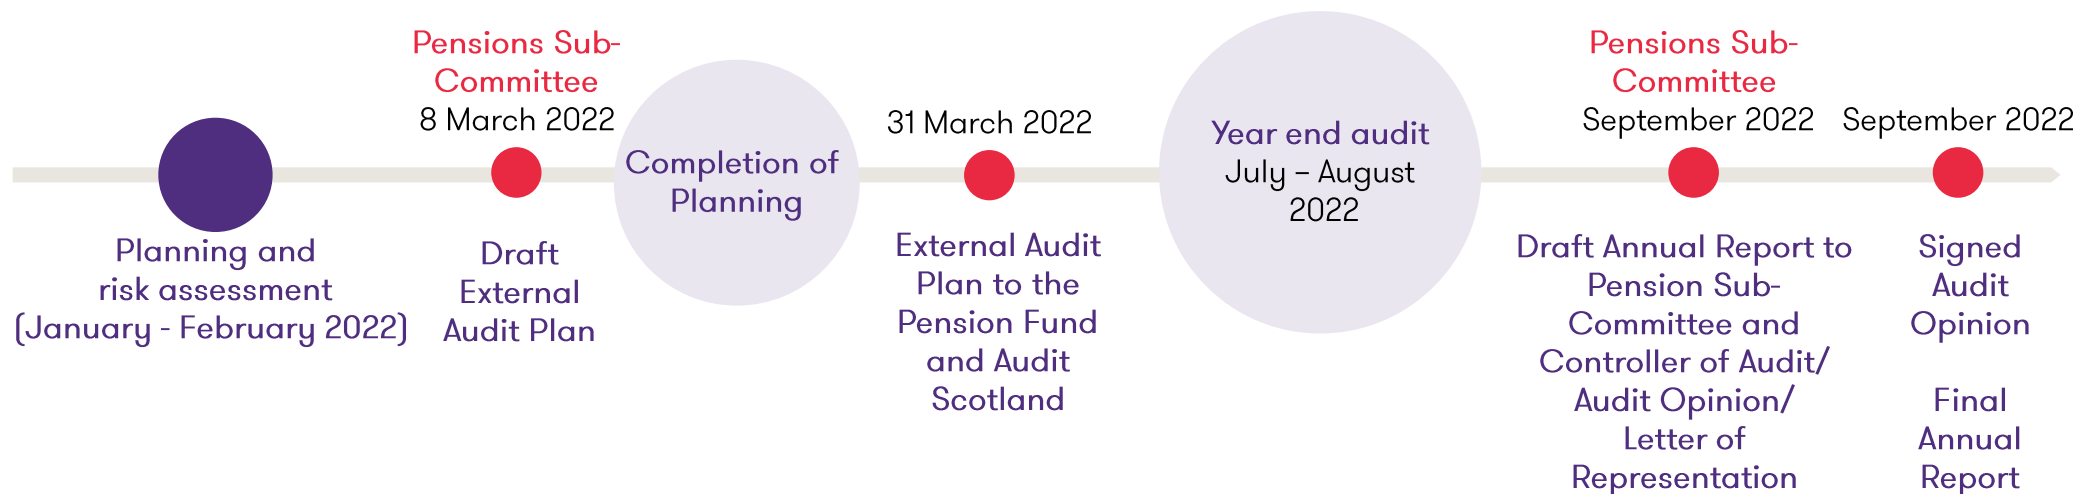 Planning and
risk assessment
(January - February 2022)
Pensions Sub-
Committee
8 March 2022
Draft
External
Audit Plan
Completion of
Planning
31 March 2022
External Audit
Plan to the
Pension Fund
and Audit
Scotland
Year end audit
July – August
2022
Pensions Sub-
Committee
September 2022
Draft Annual Report to
Pension Sub-
Committee and
Controller of Audit/
Audit Opinion/
Letter of
Representation
September 2022
Signed
Audit
Opinion
Final
Annual
Report